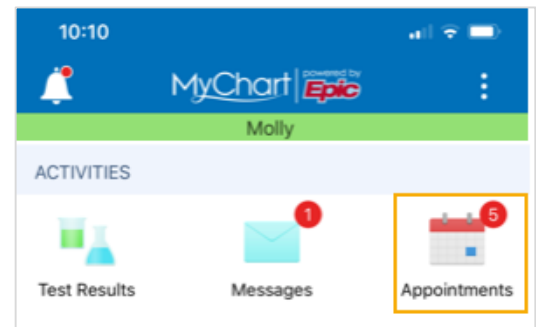 10:10
MyChart powered by Epic
Molly
ACTIVITIES
1
5
Test Results
Messages
Appointments